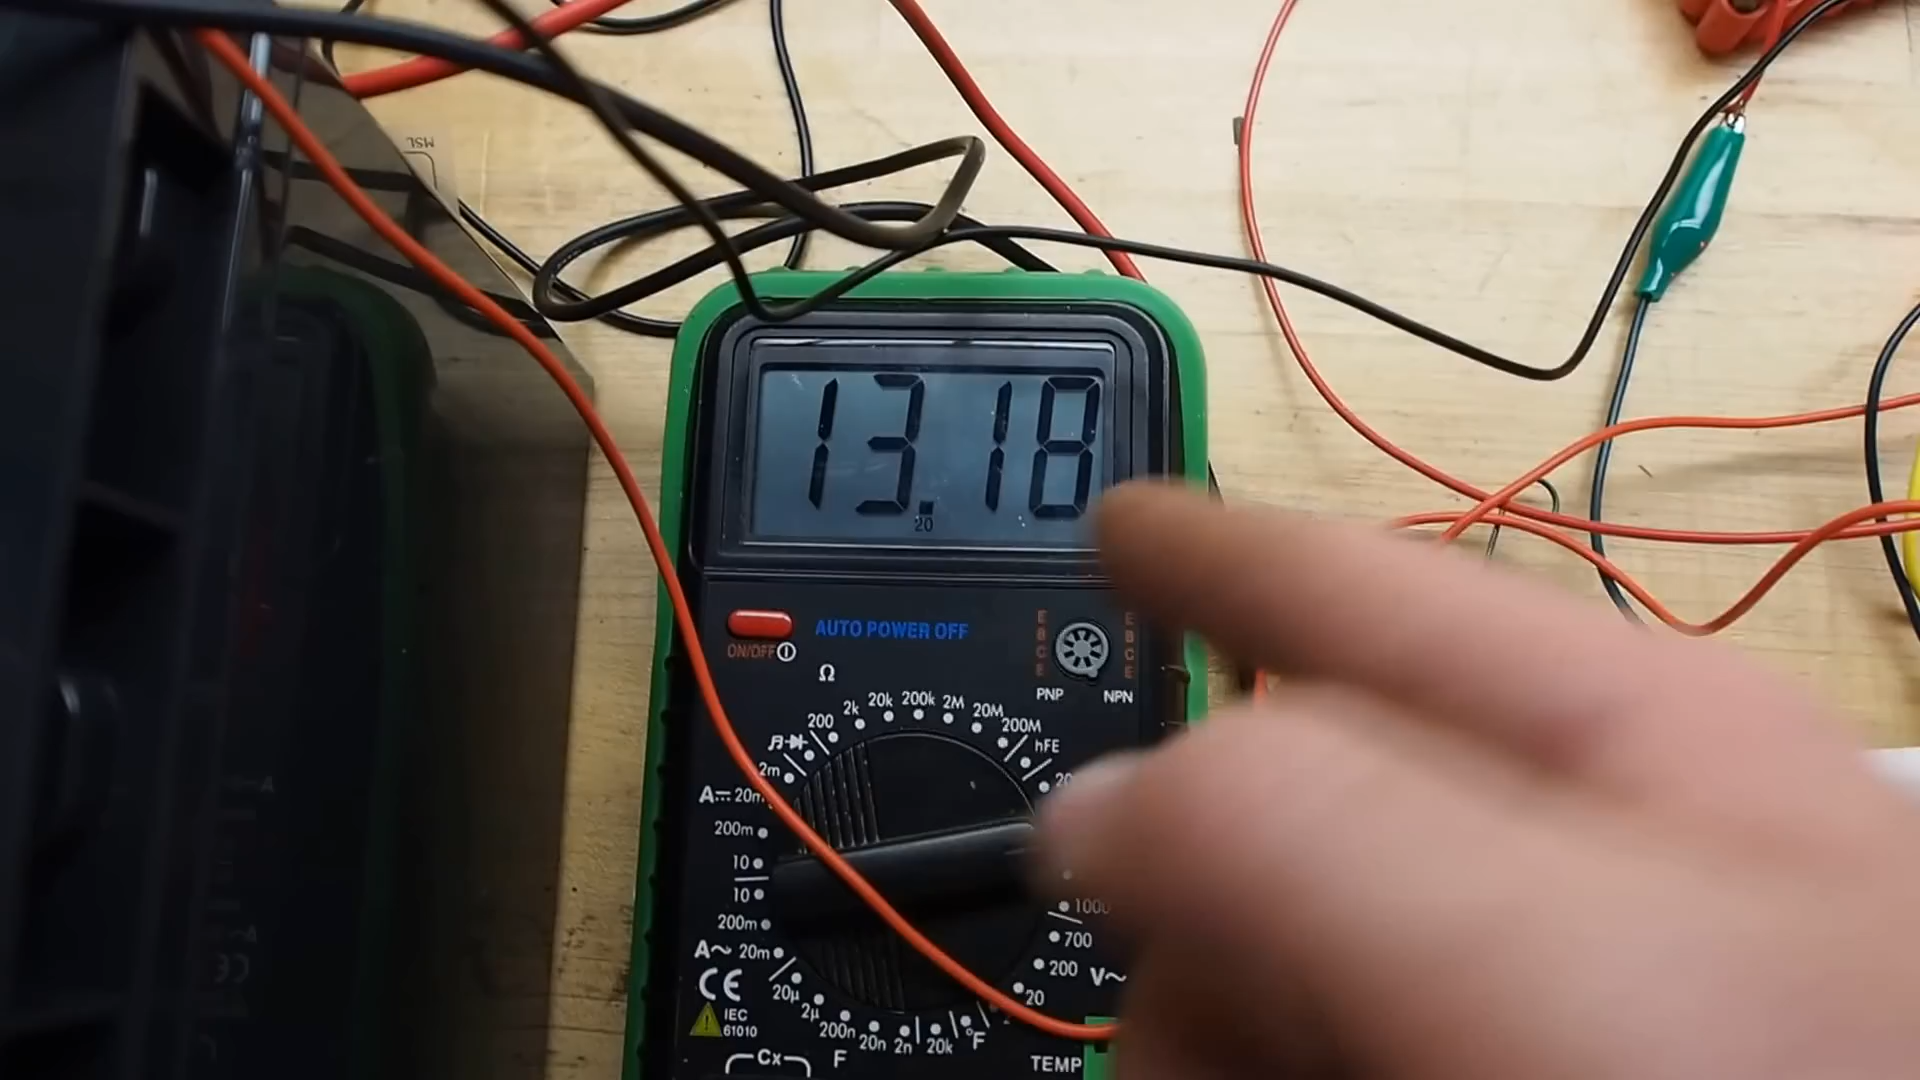 MSL
13.18
20
AUTO POWER OFF
ON/OFF
E B C E
E B C E
PNP
NPN
Ω
200
2k
20k
200k
2M
20M
200M
hFE
2m
A
20m
200m
10
10
200m
A~
20m
1000
700
200
V~
20
CE
IEC
61010
20µ
2µ
200n
20n
2n
20k
°F
Cx
F
TEMP